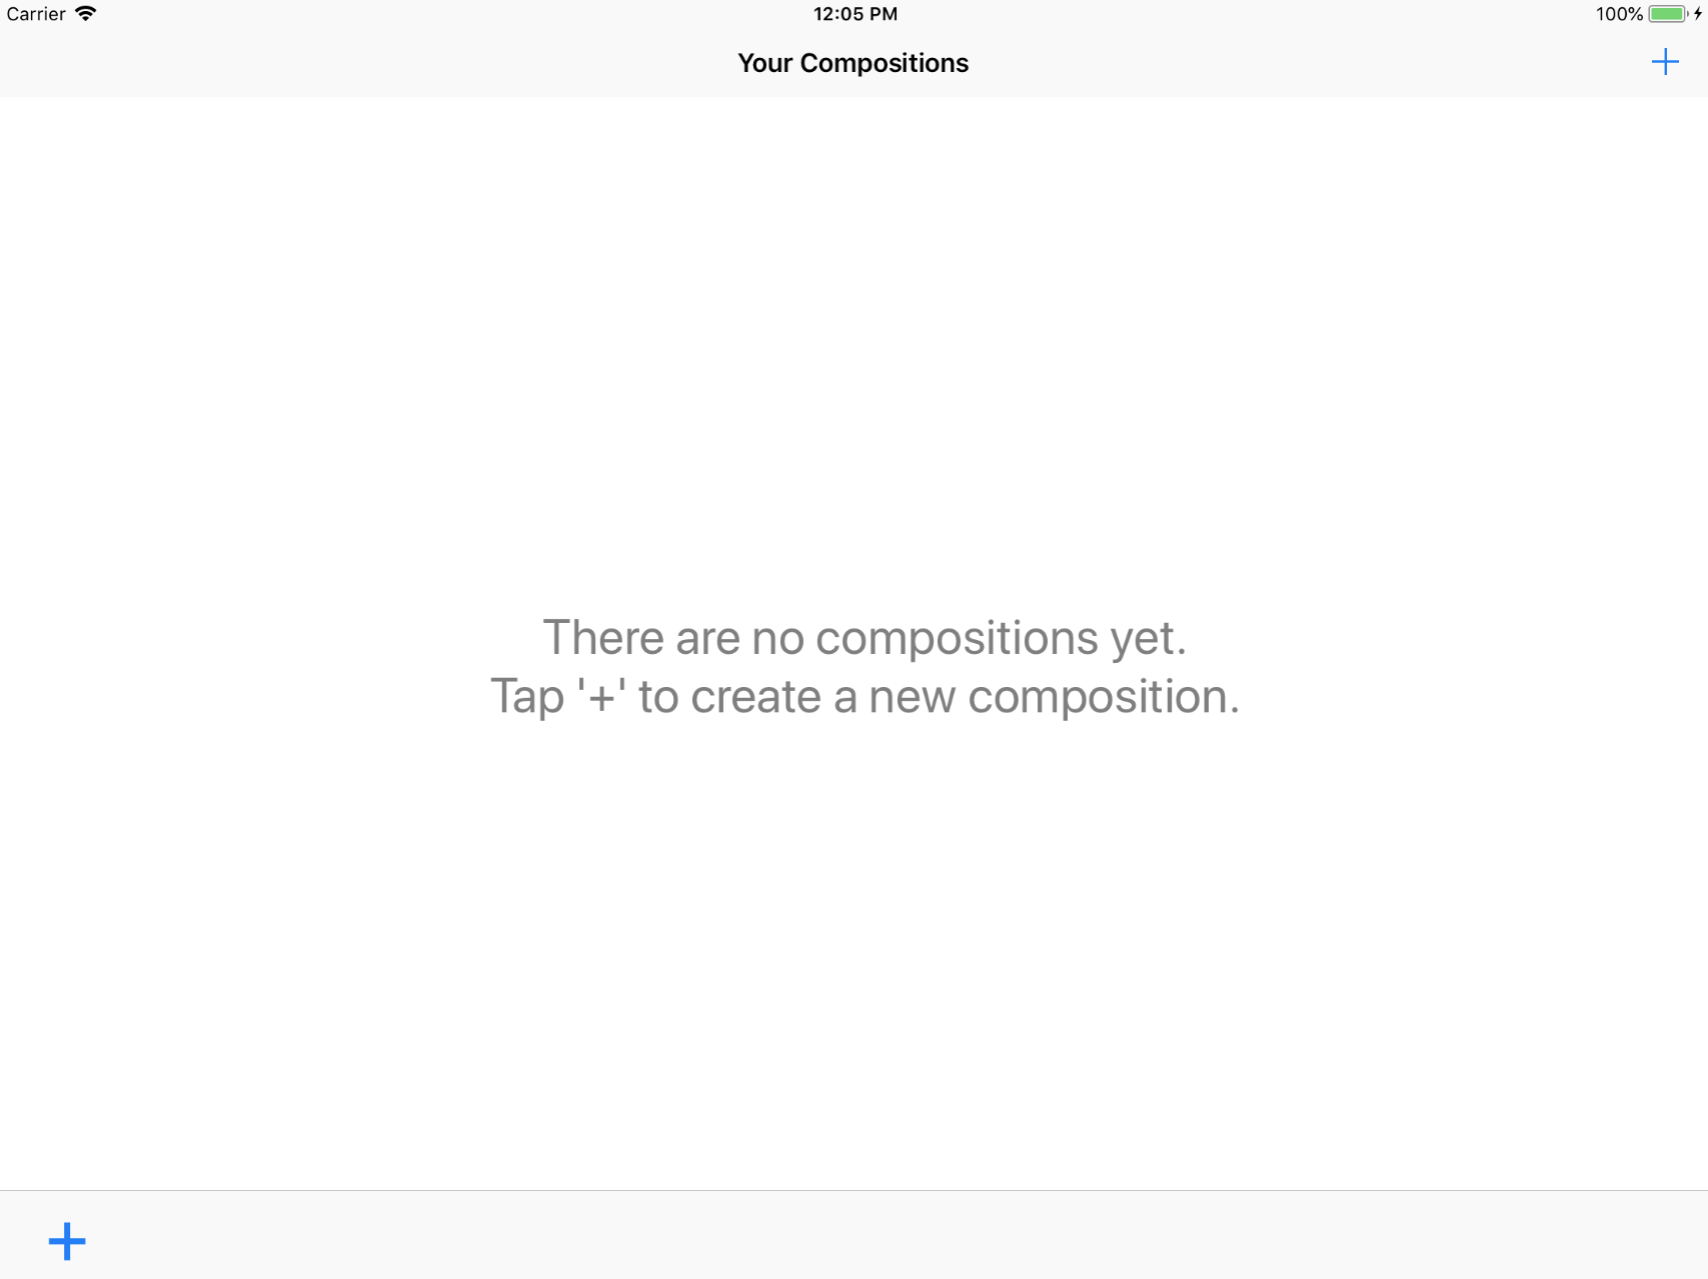 Carrier
12:05 PM
100%
Your Compositions
There are no compositions yet.
Tap '+' to create a new composition.